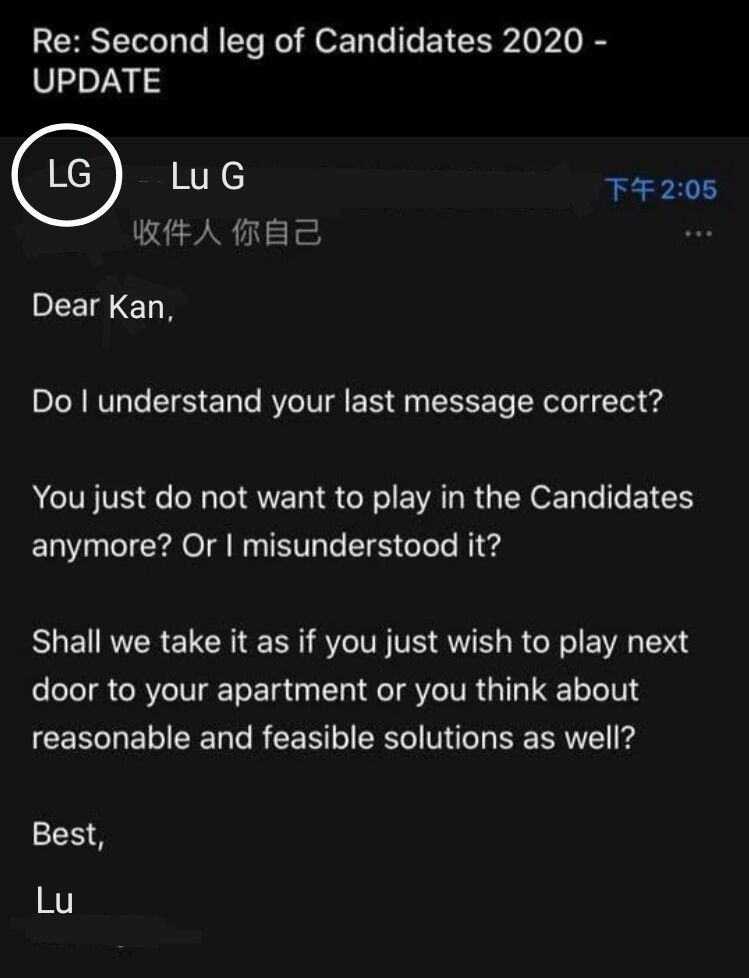 Re: Second leg of Candidates 2020 -
UPDATE
LG
Lu G
下午 2:05
收件人 你自己
Dear Kan,
Do I understand your last message correct?
You just do not want to play in the Candidates
anymore? Or I misunderstood it?
Shall we take it as if you just wish to play next
door to your apartment or you think about
reasonable and feasible solutions as well?
Best,
Lu